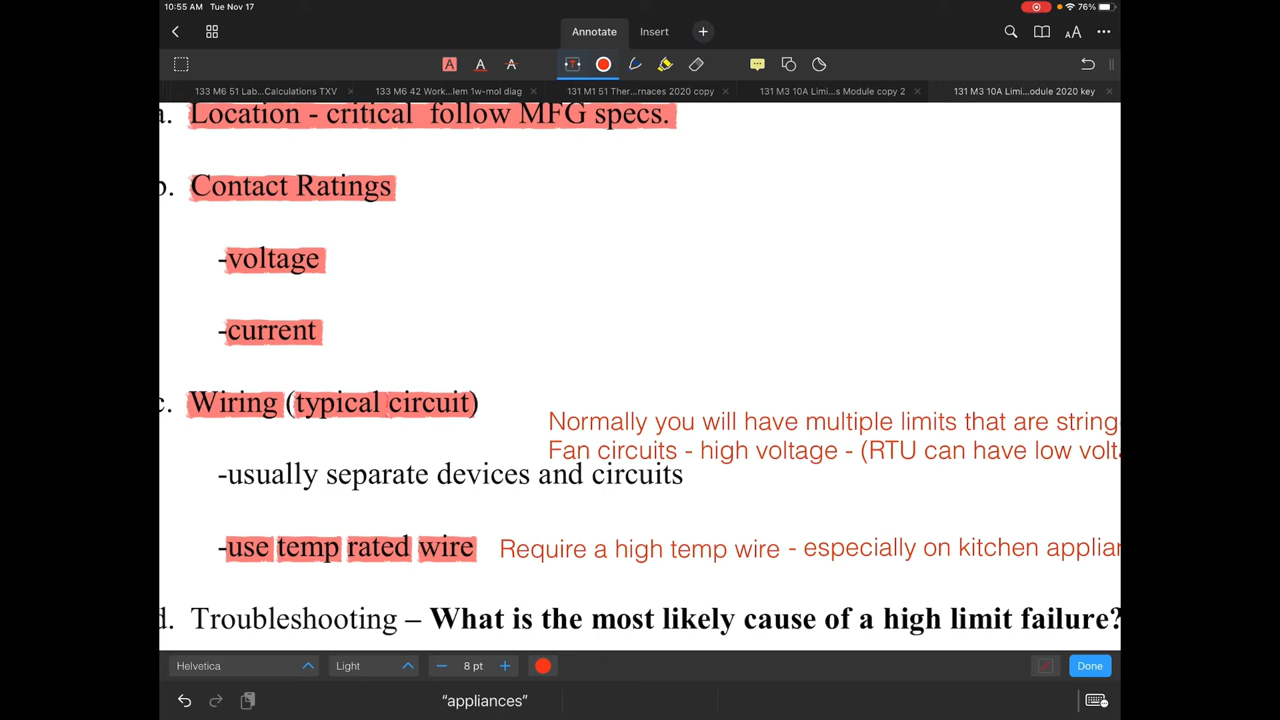 10:55 AM Tue Nov 17
76%
Annotate Insert
A A A T AA
133 M6 51 Lab...Calculations TXV
133 M6 42 Work...lem 1w-mol diag
131 M1 51 Ther...rnaces 2020 copy
131 M3 10A Limi...s Module copy 2
131 M3 10A Limi...odule 2020 key
a. Location - critical follow MFG specs.
b. Contact Ratings
-voltage
-current
c. Wiring (typical circuit)
Normally you will have multiple limits that are string
Fan circuits - high voltage - (RTU can have low volta
-usually separate devices and circuits
-use temp rated wire
Require a high temp wire - especially on kitchen applian
d. Troubleshooting – What is the most likely cause of a high limit failure?
Helvetica Light 8 pt Done
“appliances”